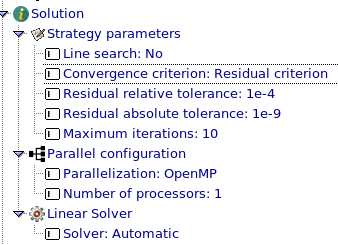 Solution
Strategy parameters
Line search: No
Convergence criterion: Residual criterion
Residual relative tolerance: 1e-4
Residual absolute tolerance: 1e-9
Maximum iterations: 10
Parallel configuration
Parallelization: OpenMP
Number of processors: 1
Linear Solver
Solver: Automatic